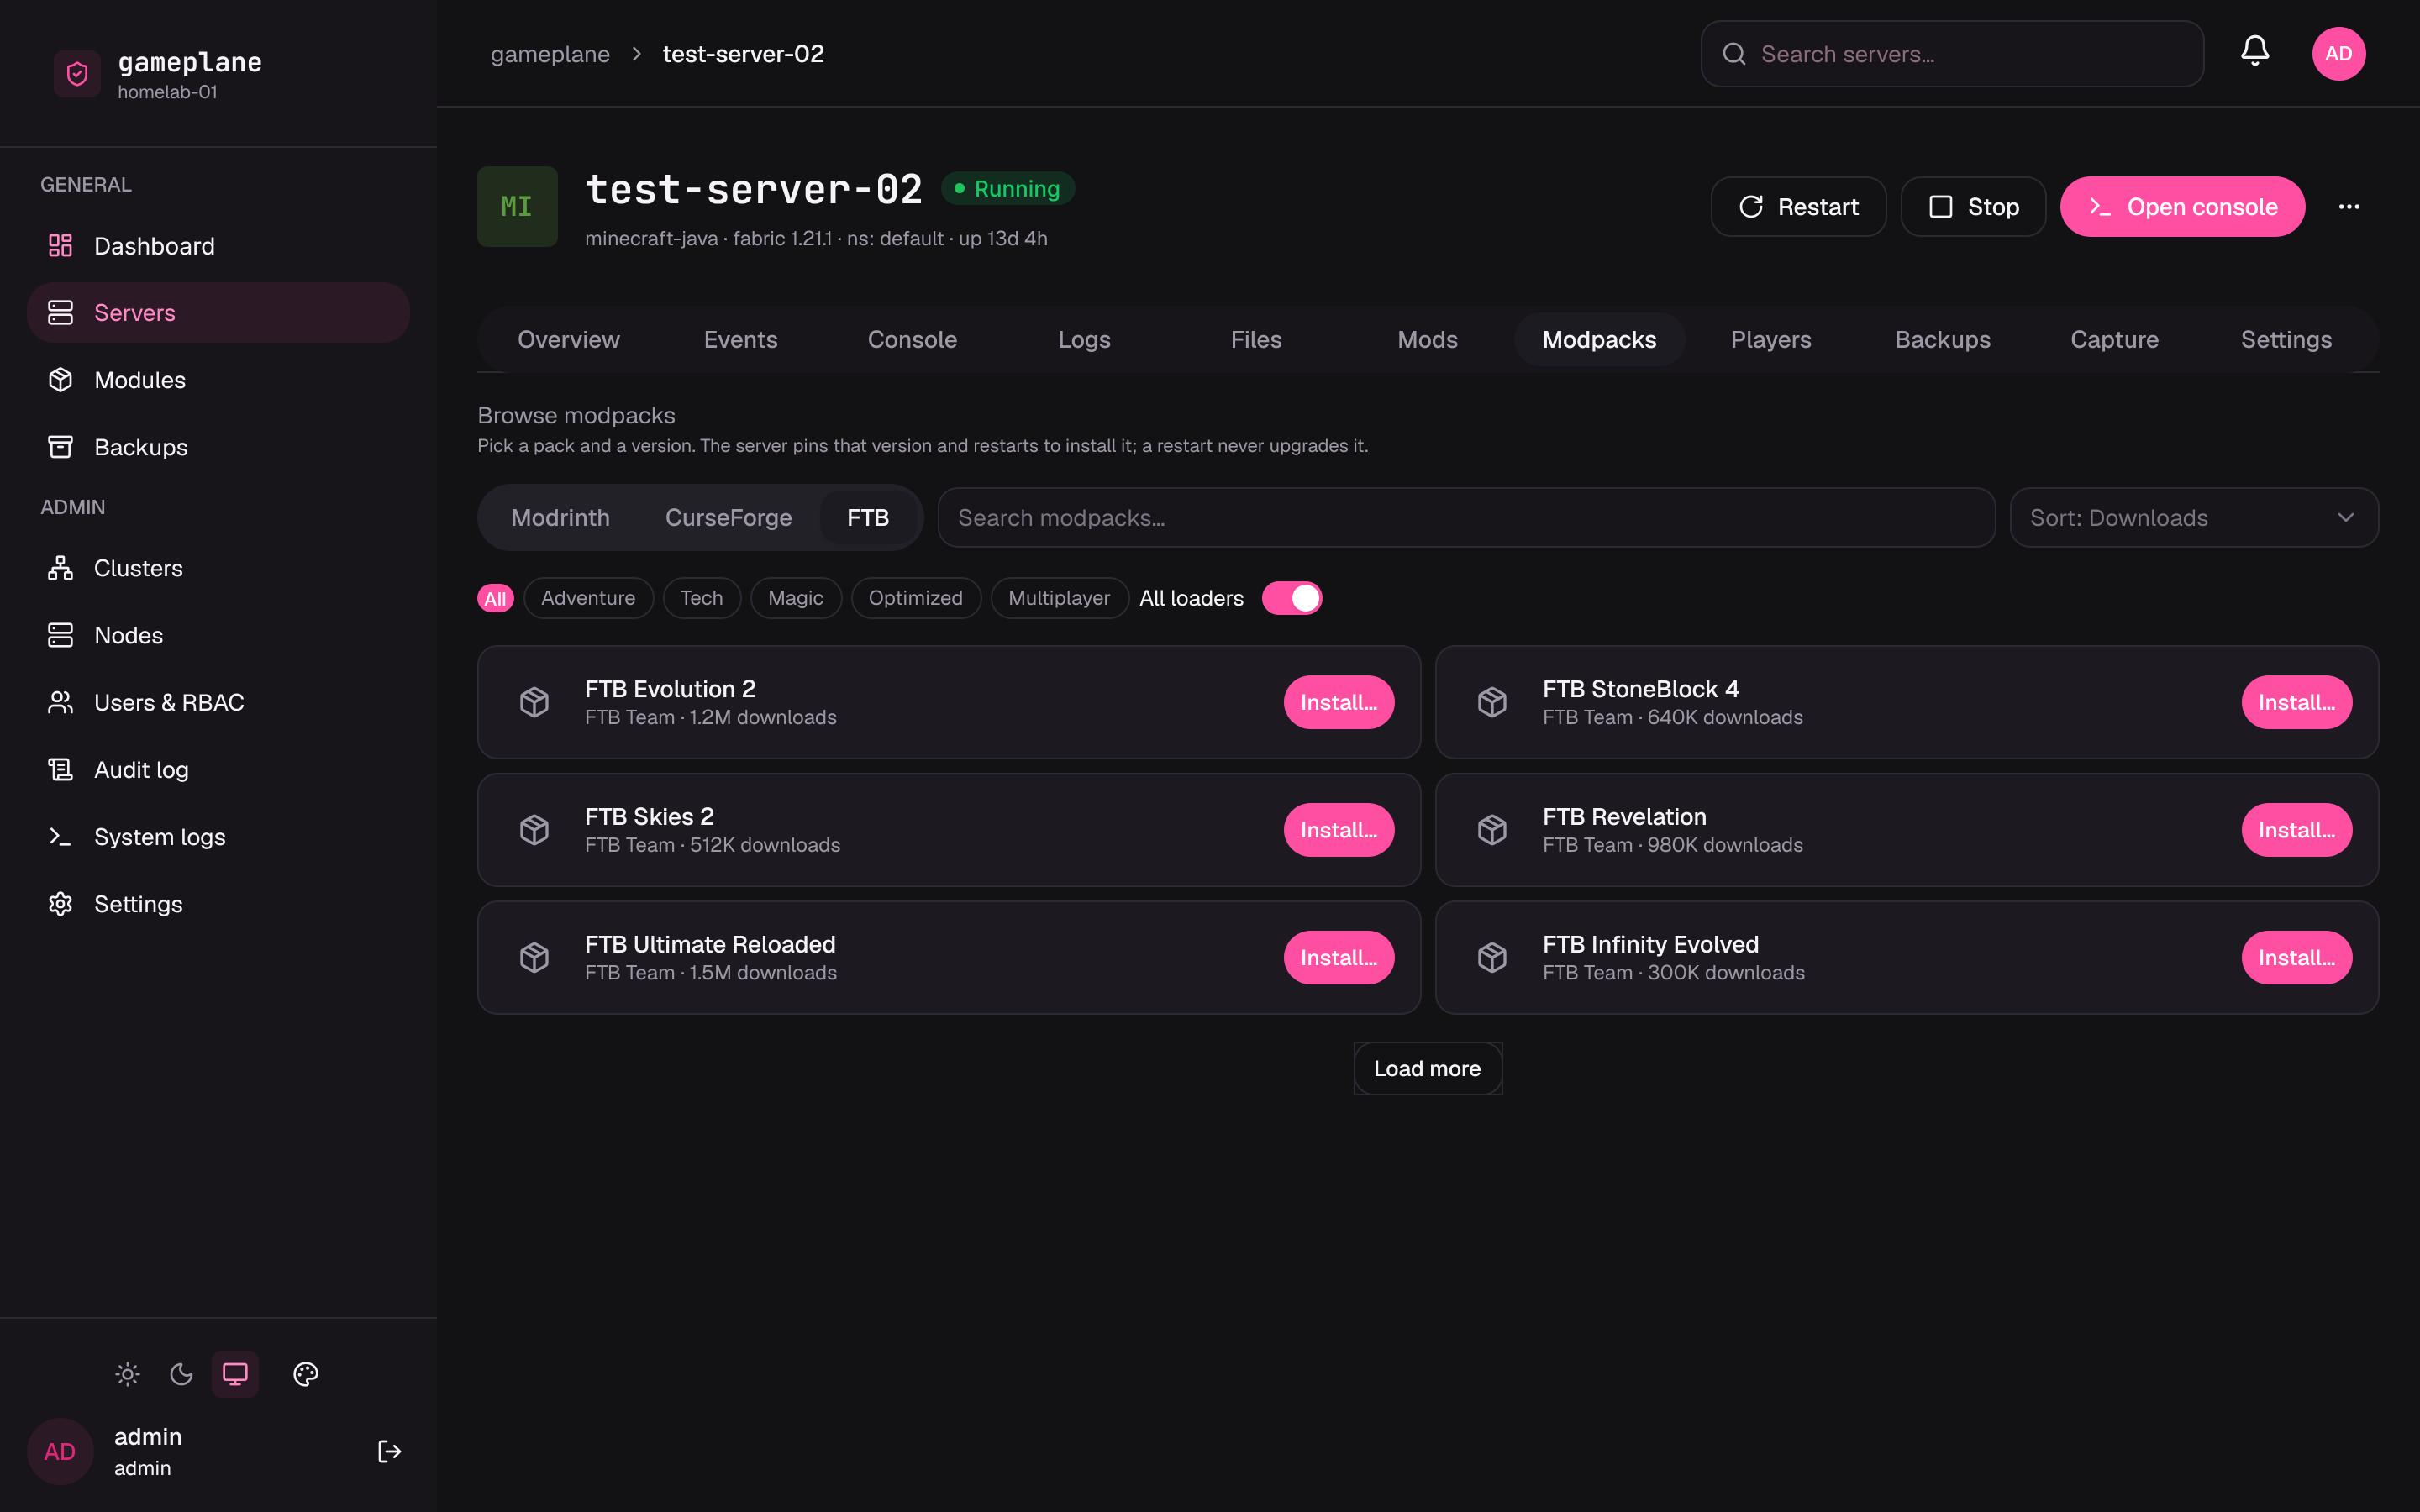 gameplane
homelab-01
GENERAL
Dashboard
Servers
Modules
Backups
ADMIN
Clusters
Nodes
Users & RBAC
Audit log
System logs
Settings
AD
admin
admin
gameplane > test-server-02
Search servers...
AD
MI
test-server-02
Running
minecraft-java · fabric 1.21.1 · ns: default · up 13d 4h
Restart
Stop
Open console
Overview Events Console Logs Files Mods Modpacks Players Backups Capture Settings
Browse modpacks
Pick a pack and a version. The server pins that version and restarts to install it; a restart never upgrades it.
Modrinth CurseForge FTB
Search modpacks...
Sort: Downloads
All Adventure Tech Magic Optimized Multiplayer All loaders
FTB Evolution 2
FTB Team · 1.2M downloads
Install...
FTB StoneBlock 4
FTB Team · 640K downloads
Install...
FTB Skies 2
FTB Team · 512K downloads
Install...
FTB Revelation
FTB Team · 980K downloads
Install...
FTB Ultimate Reloaded
FTB Team · 1.5M downloads
Install...
FTB Infinity Evolved
FTB Team · 300K downloads
Install...
Load more